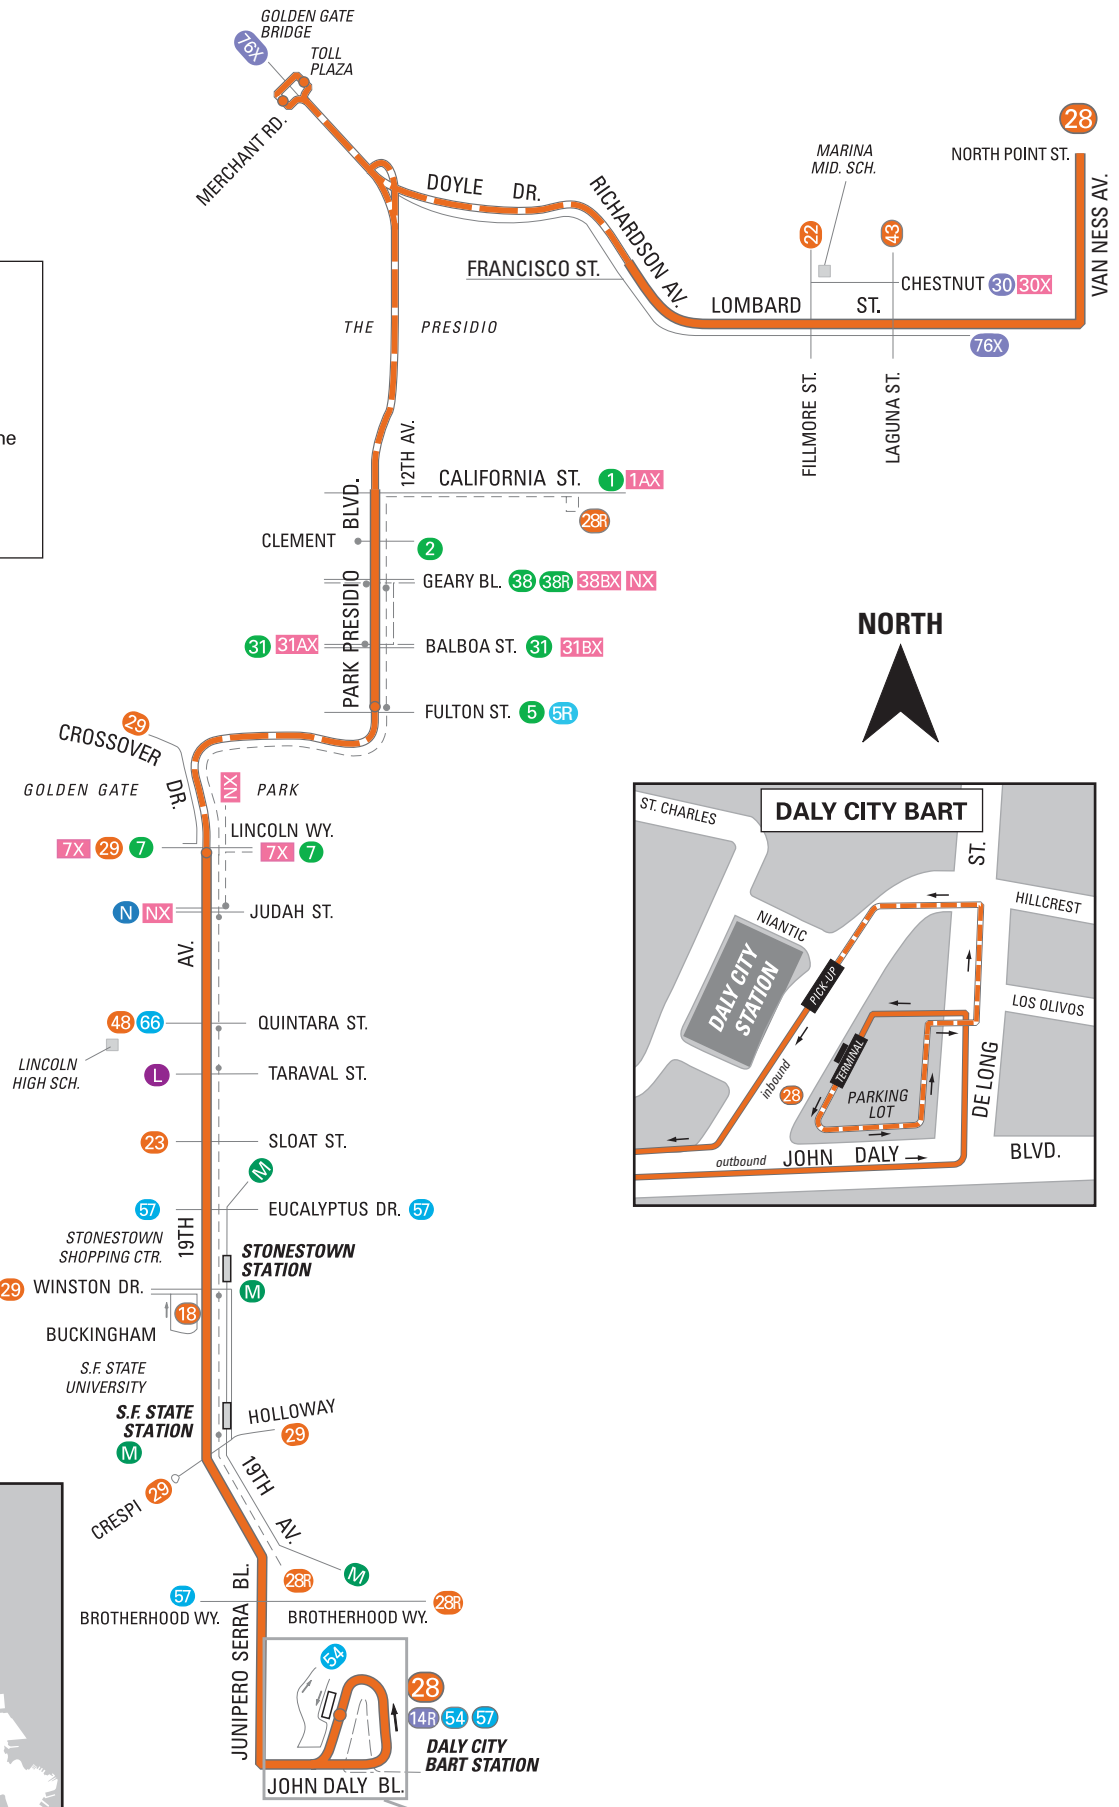 GOLDEN GATE
BRIDGE
76X
TOLL
PLAZA
MERCHANT RD.
28
NORTH POINT ST.
VAN NESS AV.
MARINA
MID. SCH.
DOYLE DR.
RICHARDSON AV.
22
43
FRANCISCO ST.
CHESTNUT 30 30X
LOMBARD ST.
76X
THE PRESIDIO
FILLMORE ST.
LAGUNA ST.
ne
12TH AV.
CALIFORNIA ST. 1 1AX
28R
PARK PRESIDIO BLVD.
CLEMENT 2
GEARY BL. 38 38R 38BX NX
31 31AX BALBOA ST. 31 31BX
FULTON ST. 5 5R
NORTH
29
CROSSOVER DR.
GOLDEN GATE PARK
NX
LINCOLN WY.
7X 29 7 7X 7
N NX JUDAH ST.
19TH AV.
48 66 QUINTARA ST.
LINCOLN
HIGH SCH.
L TARAVAL ST.
23 SLOAT ST.
M
57 EUCALYPTUS DR. 57
STONESTOWN
SHOPPING CTR.
STONESTOWN
STATION
M
29 WINSTON DR.
18
BUCKINGHAM
S.F. STATE
UNIVERSITY
S.F. STATE
STATION
M
HOLLOWAY
29
CRESPI 29
19TH AV.
28R
M
57
BROTHERHOOD WY. BROTHERHOOD WY.
28R
JUNIPERO SERRA BL.
54
28
14R 54 57
DALY CITY
BART STATION
JOHN DALY BL.
DALY CITY BART
ST. CHARLES
DE LONG ST.
HILLCREST
NIANTIC
DALY CITY
STATION
PICK-UP
LOS OLIVOS
TERMINAL
inbound
28
PARKING
LOT
outbound JOHN DALY BLVD.